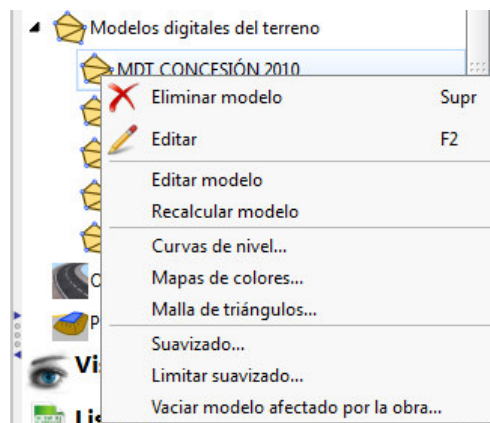 Modelos digitales del terreno
MDT CONCESIÓN 2010
Eliminar modelo Supr
Editar F2
Editar modelo
Recalcular modelo
Curvas de nivel...
Mapas de colores...
Malla de triángulos...
Suavizado...
Limitar suavizado...
Vaciar modelo afectado por la obra...